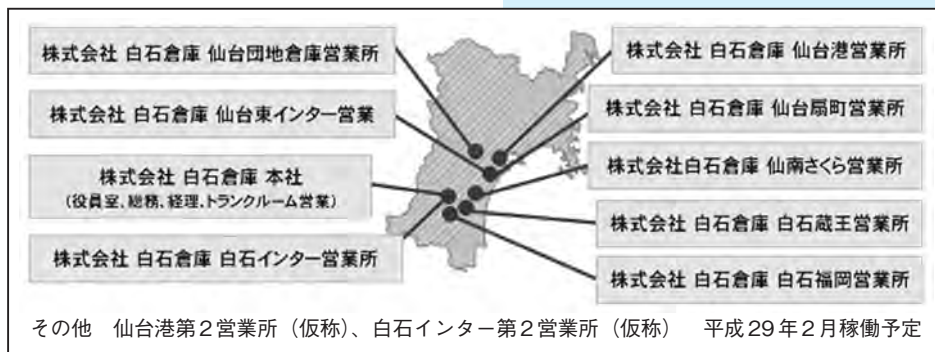 株式会社 白石倉庫 仙台団地倉庫営業所
株式会社 白石倉庫 仙台東インター営業
株式会社 白石倉庫 本社
（役員室、総務、経理、トランクルーム営業）
株式会社 白石倉庫 白石インター営業所
株式会社 白石倉庫 仙台港営業所
株式会社 白石倉庫 仙台扇町営業所
株式会社白石倉庫 仙南さくら営業所
株式会社 白石倉庫 白石蔵王営業所
株式会社 白石倉庫 白石福岡営業所
その他　仙台港第２営業所（仮称）、白石インター第２営業所（仮称）　平成29年２月稼働予定